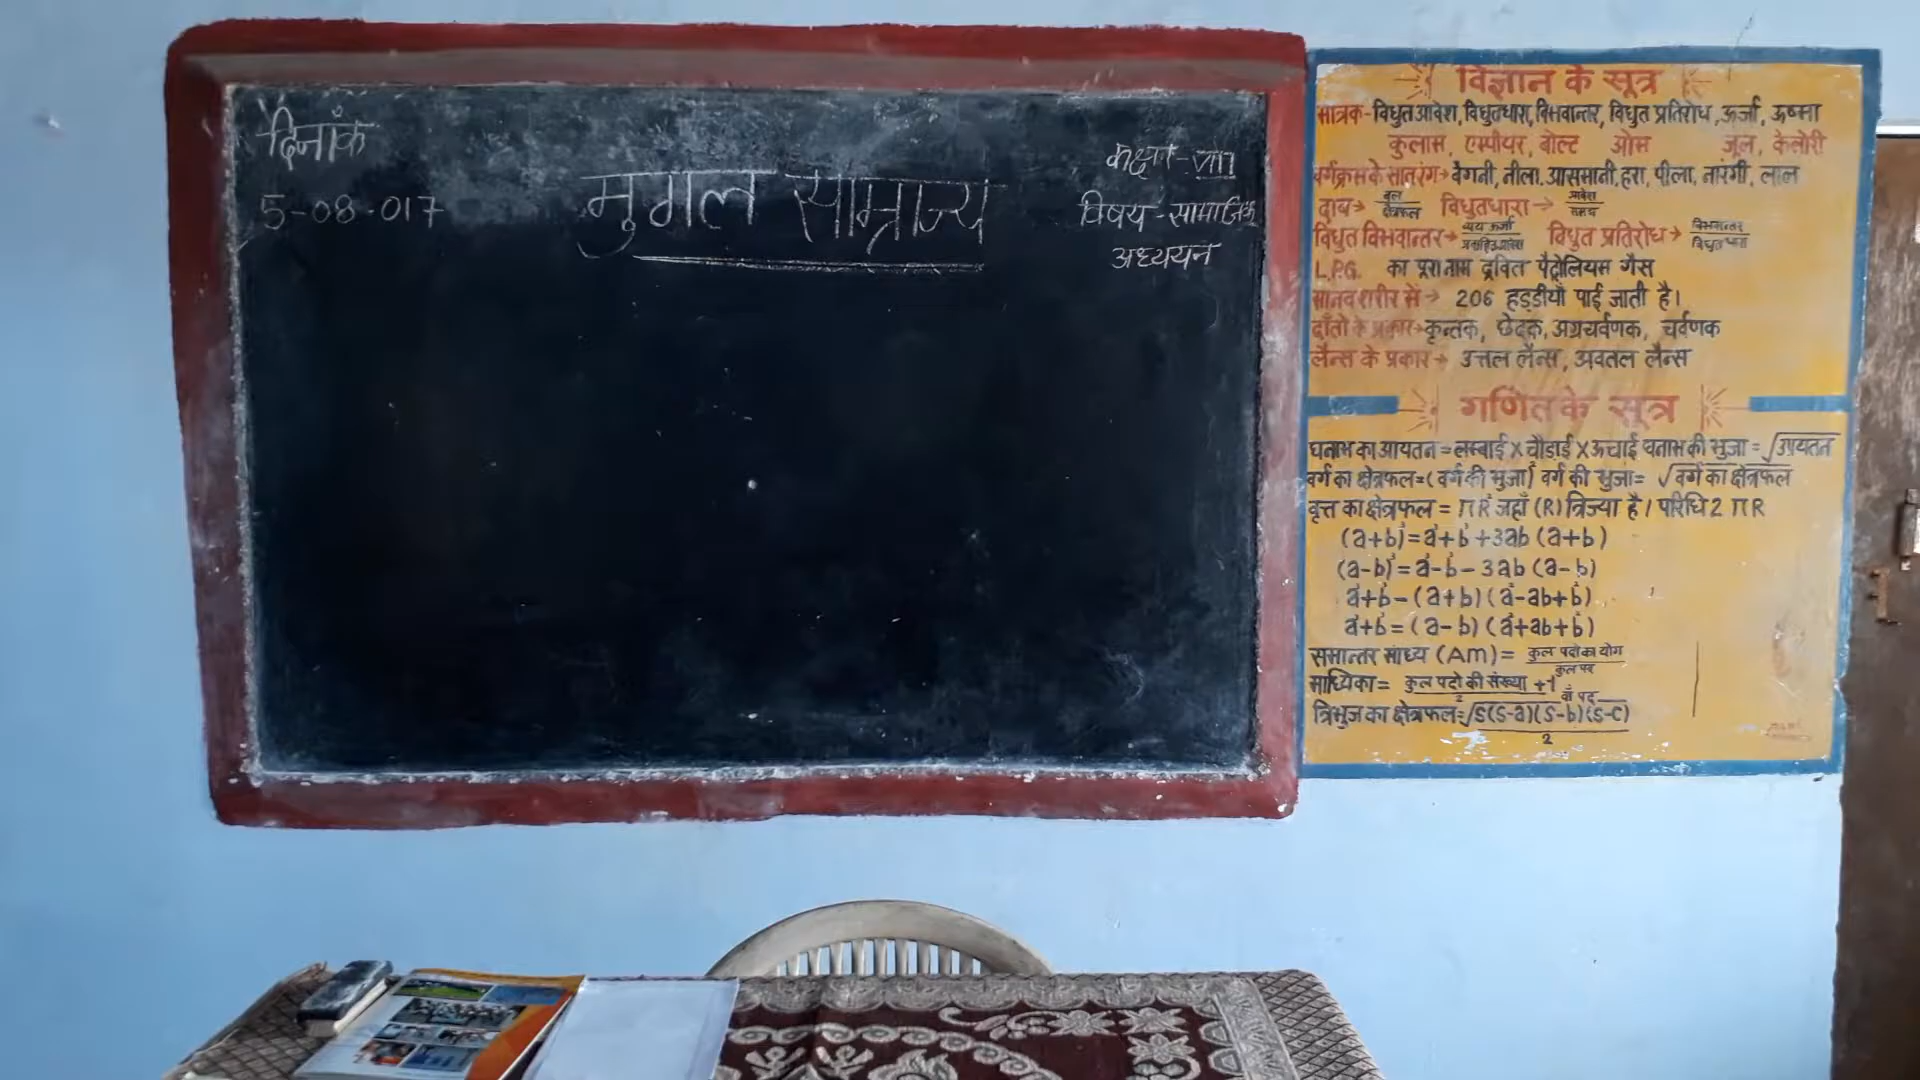 दिनाँक
5-08-017
मुगल साम्राज्य
कक्षा - VIII
विषय - सामाजिक
अध्ययन
विज्ञान के सूत्र
मात्रक - विधुत आवेश, विधुतधारा, विभवान्तर, विधुत प्रतिरोध, ऊर्जा, ऊष्मा
कुलाम, एम्पीयर, बोल्ट ओम जूल, केलोरी
वर्णक्रम के सात रंग → बेगनी, नीला, आसमानी, हरा, पीला, नारंगी, लाल
दाब → बल / क्षेत्रफल विधुतधारा → आवेश / समय
विधुत विभवान्तर → व्यय ऊर्जा / प्रवाहित आवेश विधुत प्रतिरोध → विभवान्तर / विधुत धारा
L.P.G. का पूरा नाम द्रवित पैट्रोलियम गैस
मानव शरीर में → 206 हड्डीयाँ पाई जाती है।
दाँतो के प्रकार → कृन्तक, छेदक, अग्रचर्वणक, चर्वणक
लैन्स के प्रकार → उत्तल लैन्स, अवतल लैन्स
गणित के सूत्र
घनाभ का आयतन = लम्बाई X चौडाई X ऊचाई घनाभ की भुजा =
वर्ग का क्षेत्रफल = (वर्ग की भुजा)² वर्ग की भुजा = √वर्ग का क्षेत्रफल
वृत्त का क्षेत्रफल = πR² जहाँ (R) त्रिज्या है। परिधि 2πR
(a+b)³=a³+b³+3ab(a+b)
(a-b)³=a³-b³-3ab(a-b)
a³+b³-(a+b)(a²-ab+b²)
a³+b³=(a-b)(a²+ab+b²)
समान्तर माध्य (Am) = कुल पदो का योग / कुल पद
माध्यिका = कुल पदो की संख्या +1 / 2 वाँ पद
त्रिभुज का क्षेत्रफल = √s(s-a)(s-b)(s-c) / 2